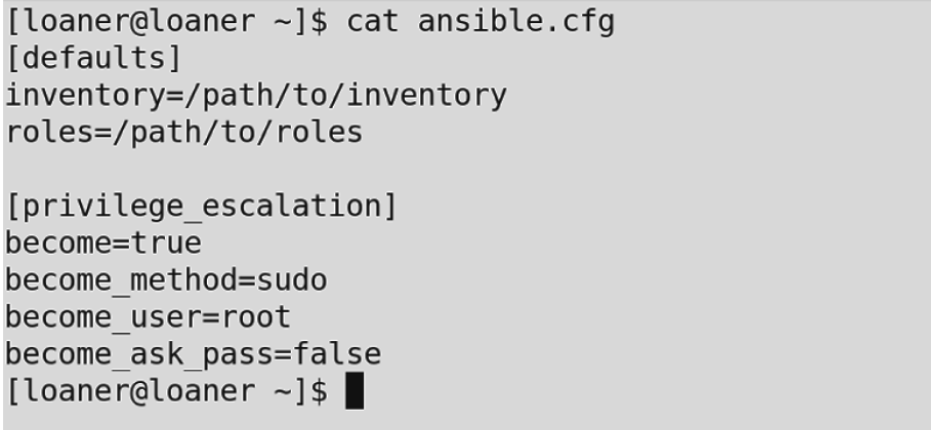 [loaner@loaner ~]$ cat ansible.cfg
[defaults]
inventory=/path/to/inventory
roles=/path/to/roles

[privilege_escalation]
become=true
become_method=sudo
become_user=root
become_ask_pass=false
[loaner@loaner ~]$